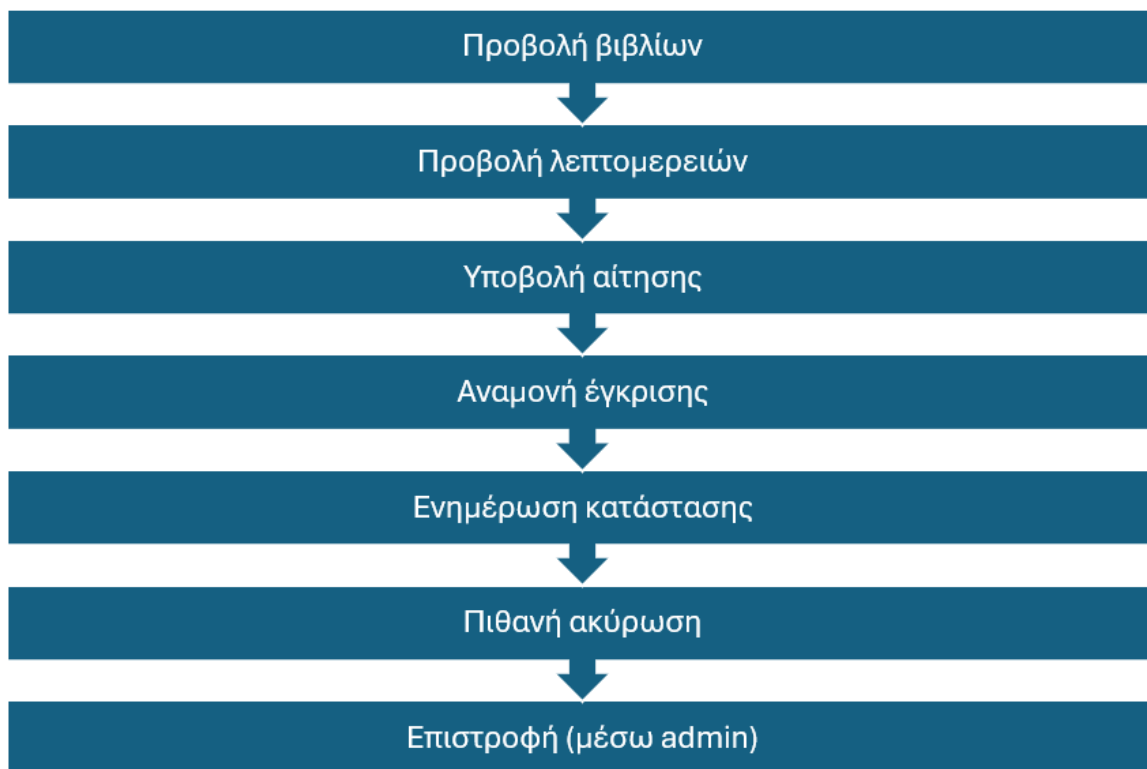 Προβολή βιβλίων
Προβολή λεπτομερειών
Υποβολή αίτησης
Αναμονή έγκρισης
Ενημέρωση κατάστασης
Πιθανή ακύρωση
Επιστροφή (μέσω admin)